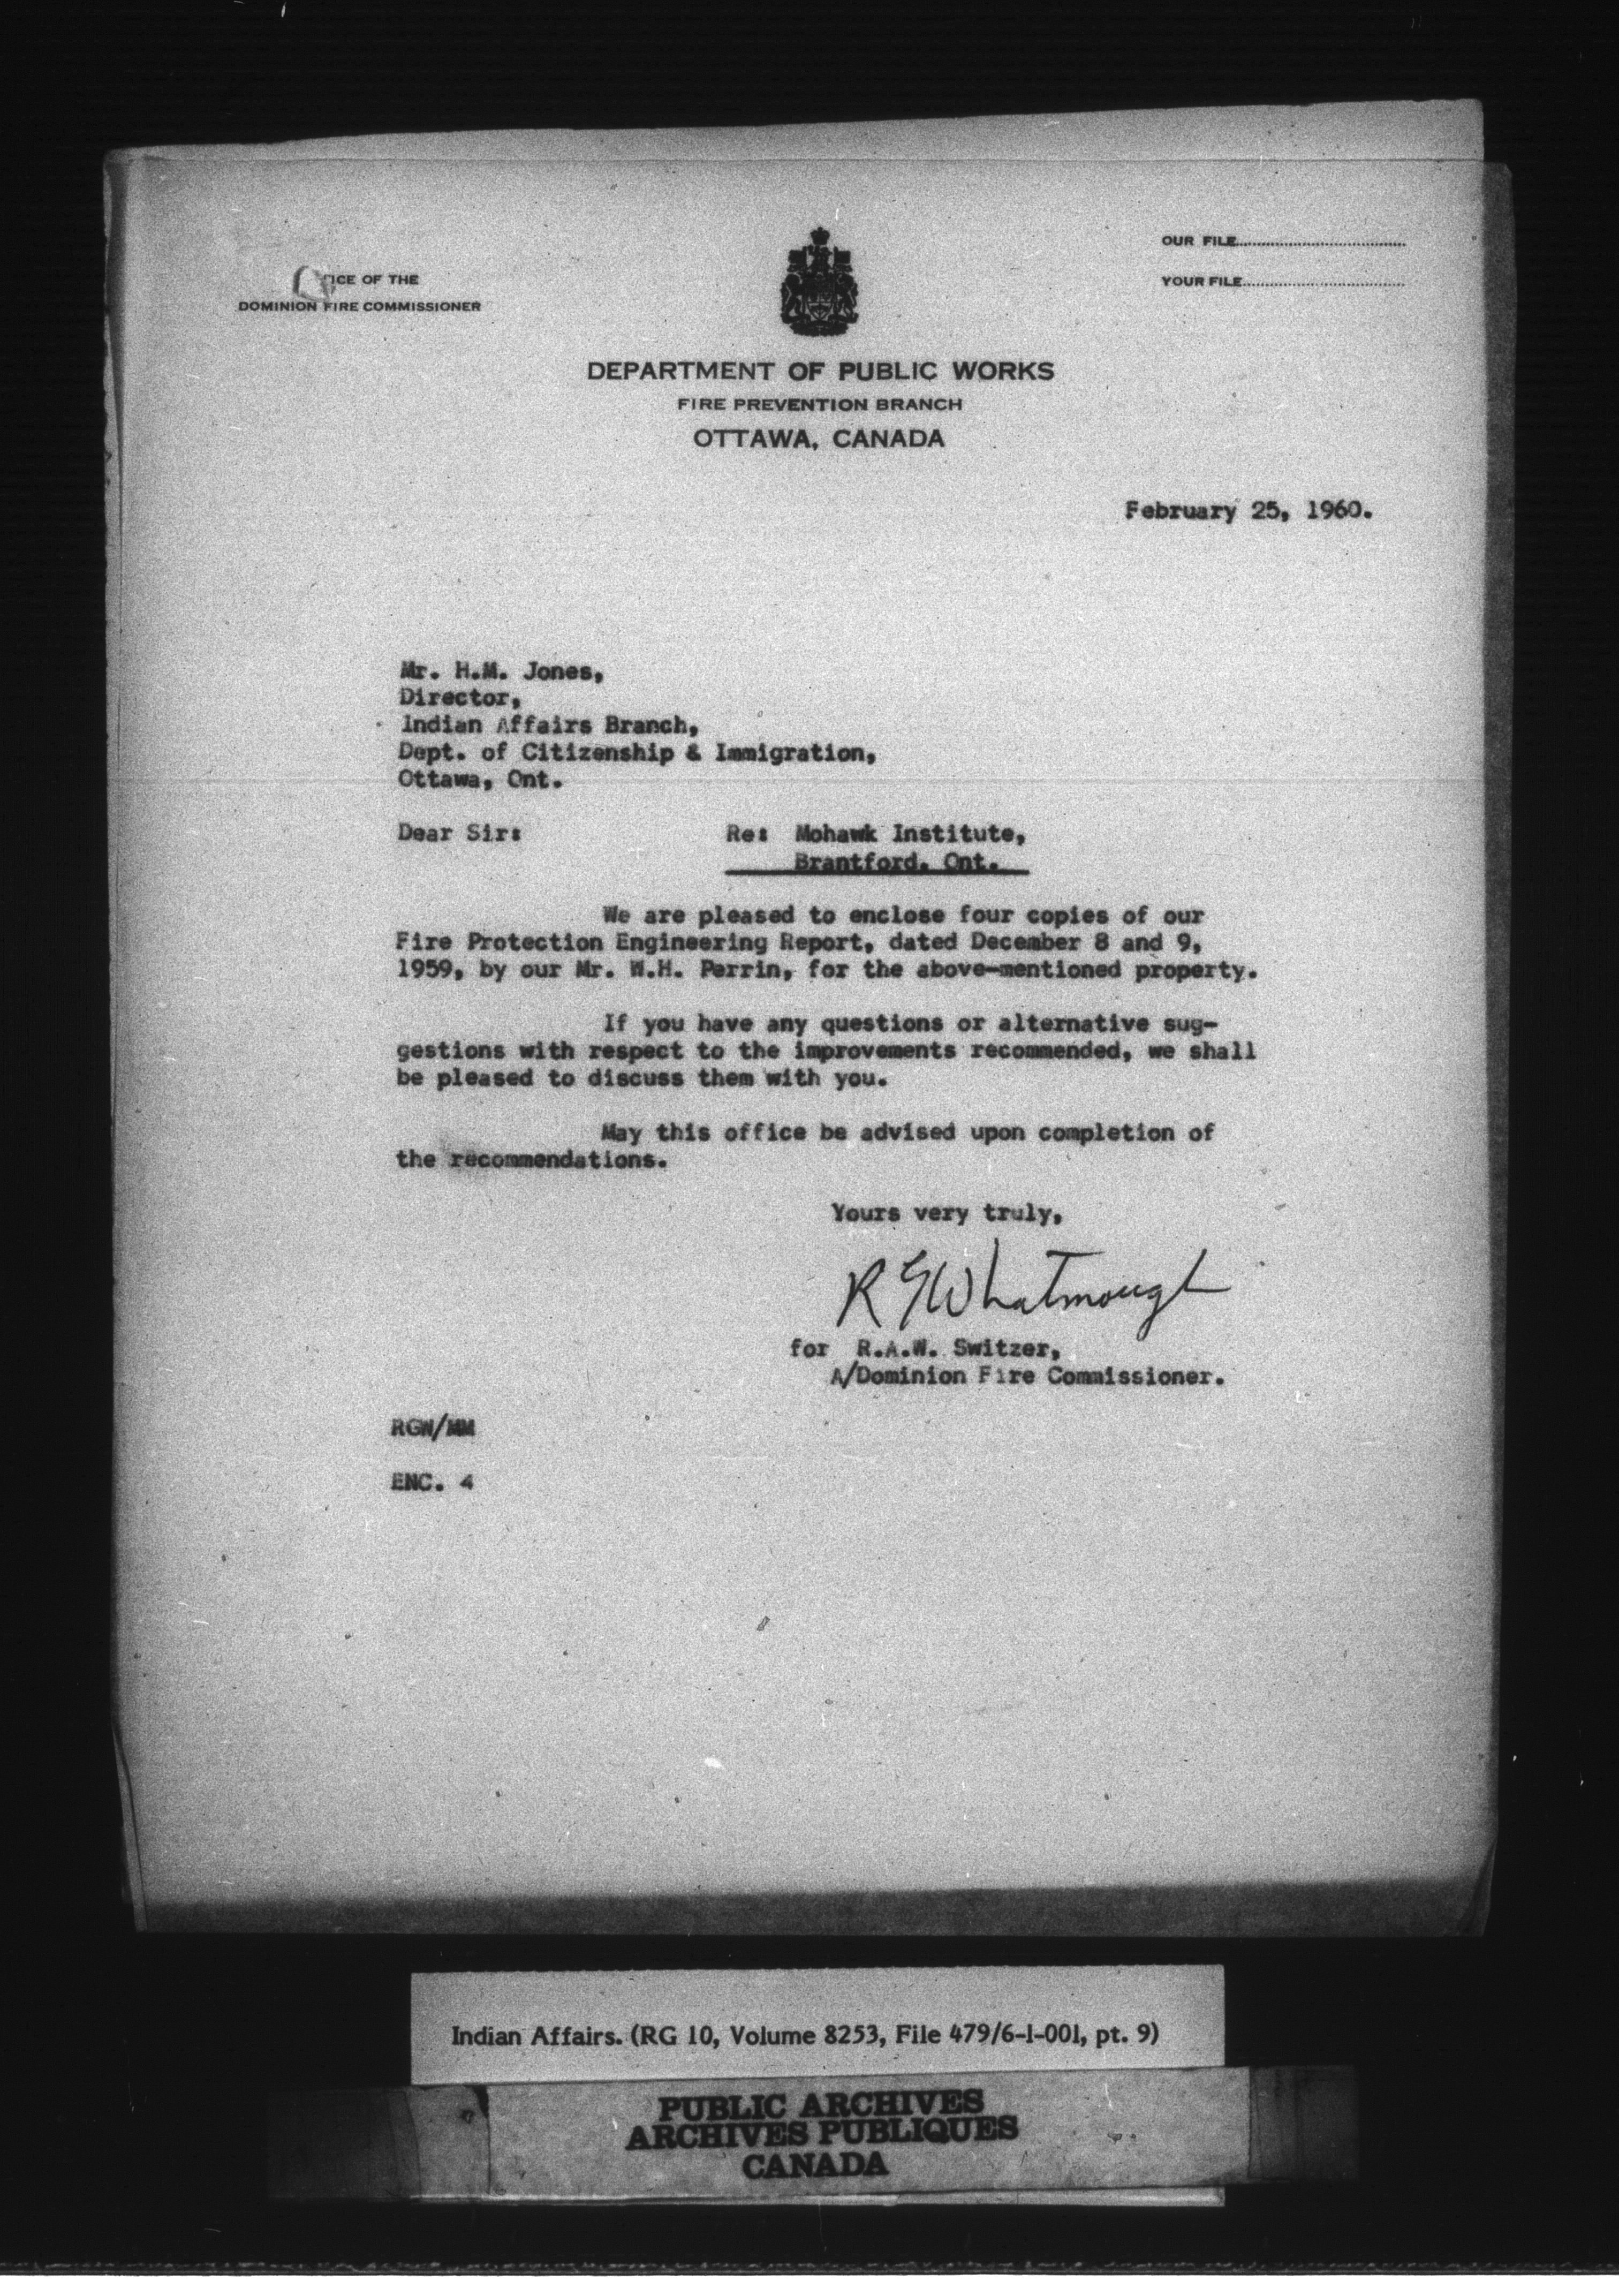 OFFICE OF THE
DOMINION FIRE COMMISSIONER
OUR FILE
YOUR FILE
DEPARTMENT OF PUBLIC WORKS
FIRE PREVENTION BRANCH
OTTAWA, CANADA
February 25, 1960.
Mr. H.M. Jones,
Director,
Indian Affairs Branch,
Dept. of Citizenship & Immigration,
Ottawa, Ont.
Dear Sir: Re: Mohawk Institute,
Brantford, Ont.
We are pleased to enclose four copies of our
Fire Protection Engineering Report, dated December 8 and 9,
1959, by our Mr. W.H. Perrin, for the above-mentioned property.
If you have any questions or alternative sug-
gestions with respect to the improvements recommended, we shall
be pleased to discuss them with you.
May this office be advised upon completion of
the recommendations.
Yours very truly,
R G Whatmough
for R.A.W. Switzer,
A/Dominion Fire Commissioner.
RGW/MM
ENC. 4
Indian Affairs. (RG 10, Volume 8253, File 479/6-1-001, pt. 9)
PUBLIC ARCHIVES
ARCHIVES PUBLIQUES
CANADA